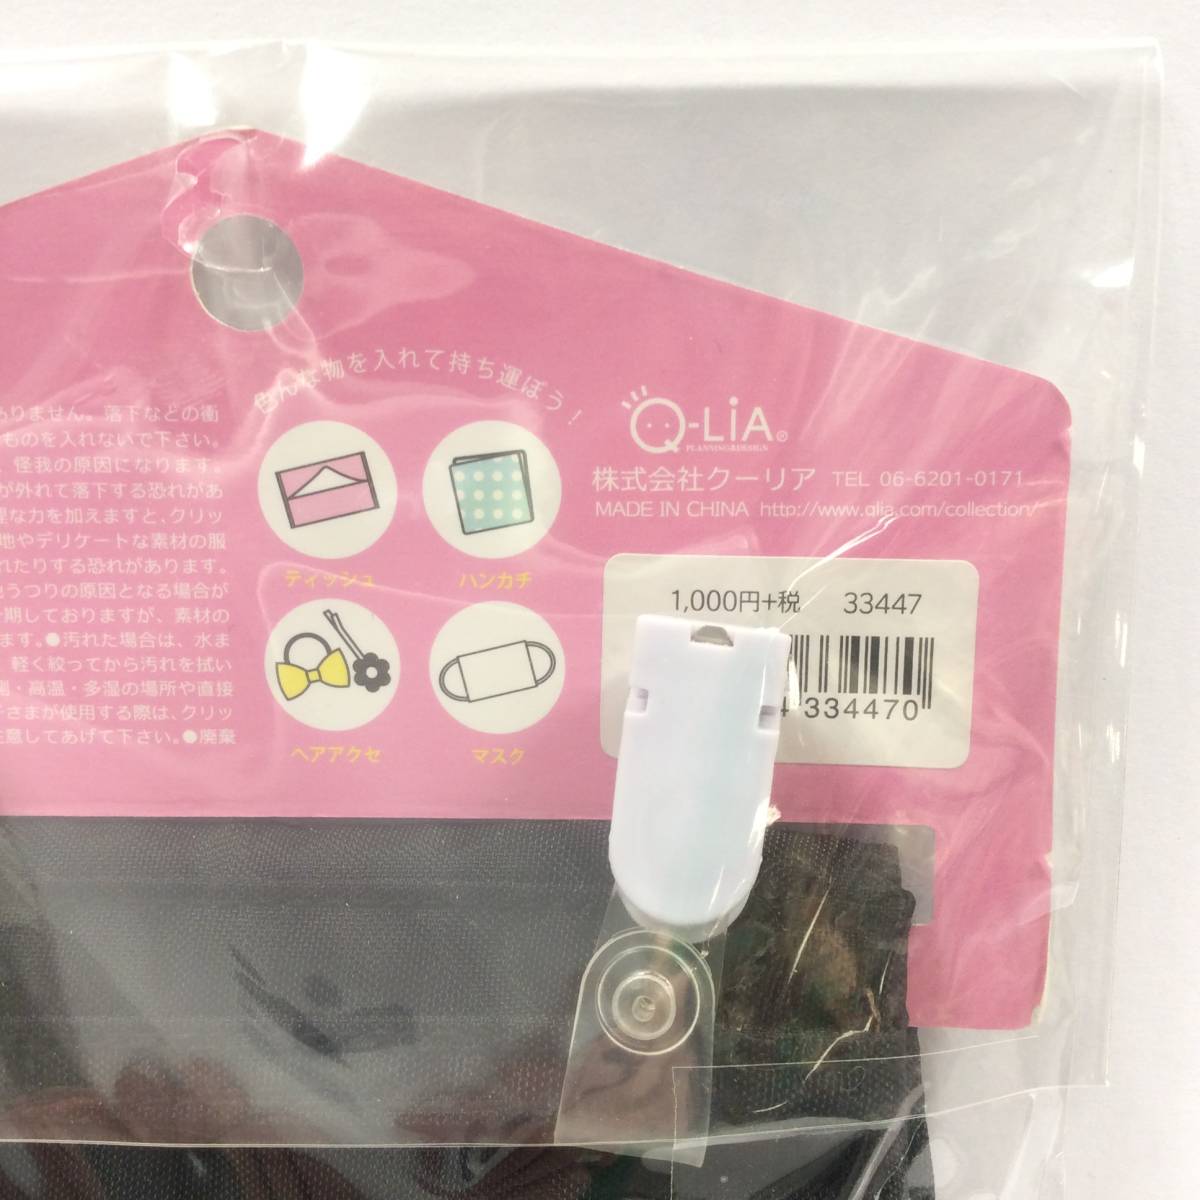 色んな物を入れて持ち運ぼう！
ありません。落下などの衝
ものを入れないで下さい。
、怪我の原因になります。
が外れて落下する恐れがあ
な力を加えますと、クリッ
地やデリケートな素材の服
れたりする恐れがあります。
うつりの原因となる場合が
期しておりますが、素材の
ます。●汚れた場合は、水ま
軽く絞ってから汚れを拭い
・高温・多湿の場所や直接
さまが使用する際は、クリッ
意してあげて下さい。●廃棄
ティッシュ
ハンカチ
ヘアアクセ
マスク
Q-LiA®
PLANNING&DESIGN
株式会社クーリア TEL 06-6201-0171
MADE IN CHINA http://www.qlia.com/collection/
1,000円+税 33447
334470